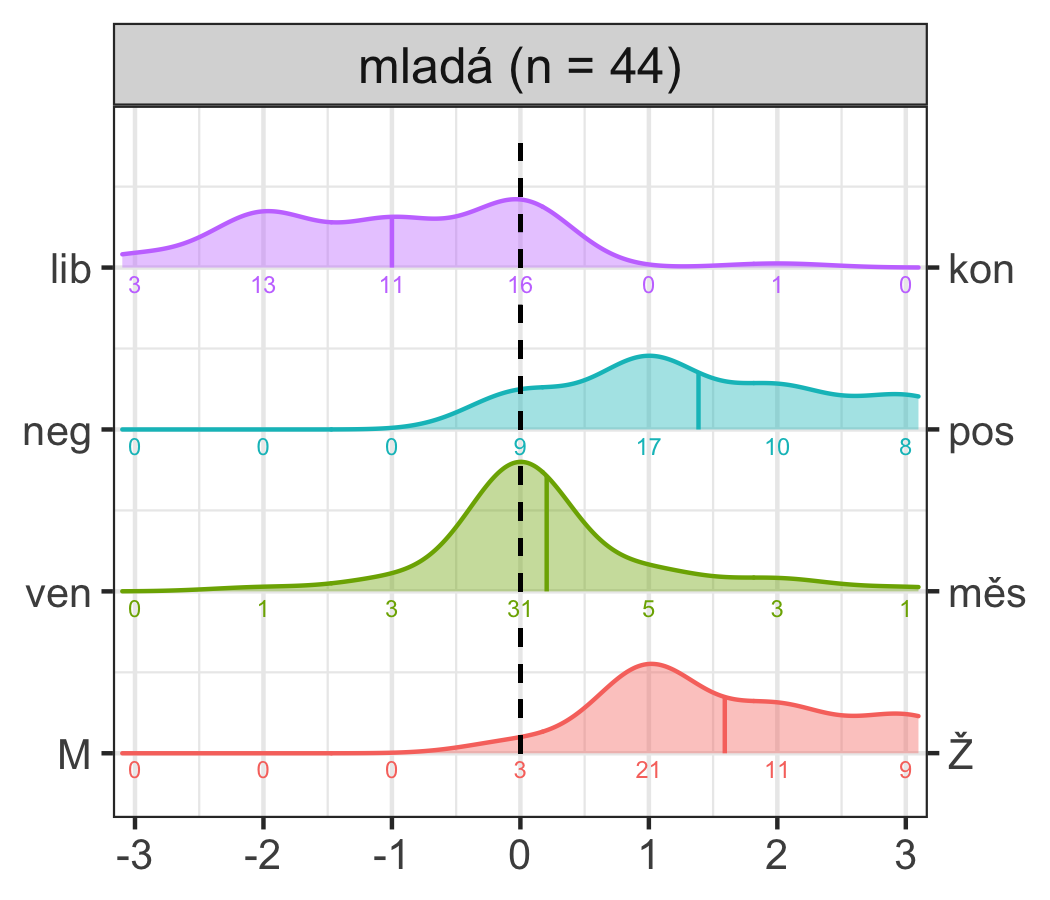 mladá (n = 44)
lib kon
3 13 11 16 0 1 0
neg pos
0 0 0 9 17 10 8
ven měs
0 1 3 31 5 3 1
M Ž
0 0 0 3 21 11 9
-3 -2 -1 0 1 2 3